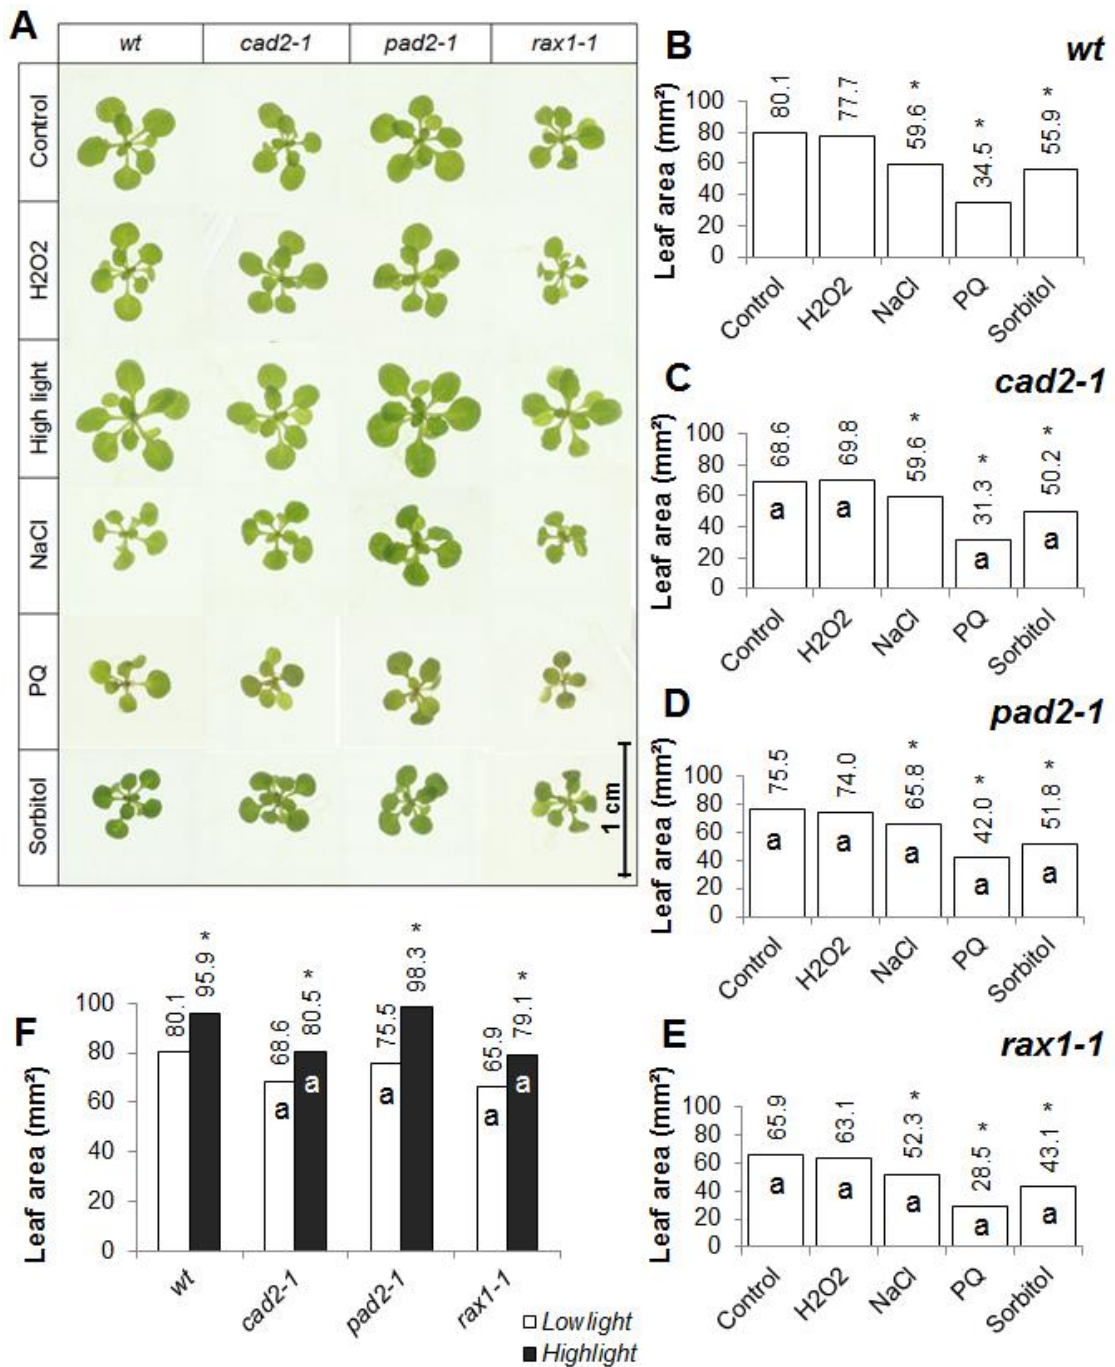 A
wt cad2-1 pad2-1 rax1-1
Control
H2O2
High light
NaCl
PQ
Sorbitol
1 cm
B
wt
Leaf area (mm²)
100
80
60
40
20
0
80.1 77.7 59.6 * 34.5 * 55.9 *
Control H2O2 NaCl PQ Sorbitol
C
cad2-1
Leaf area (mm²)
100
80
60
40
20
0
68.6 69.8 59.6 * 31.3 * 50.2 *
a a a a
Control H2O2 NaCl PQ Sorbitol
D
pad2-1
Leaf area (mm²)
100
80
60
40
20
0
75.5 74.0 65.8 * 42.0 * 51.8 *
a a a a a
Control H2O2 NaCl PQ Sorbitol
E
rax1-1
Leaf area (mm²)
100
80
60
40
20
0
65.9 63.1 52.3 * 28.5 * 43.1 *
a a a a a
Control H2O2 NaCl PQ Sorbitol
F
Leaf area (mm²)
100
80
60
40
20
0
80.1 95.9 * 68.6 80.5 * 75.5 98.3 * 65.9 79.1 *
a a a a a
wt cad2-1 pad2-1 rax1-1
Low light
Highlight